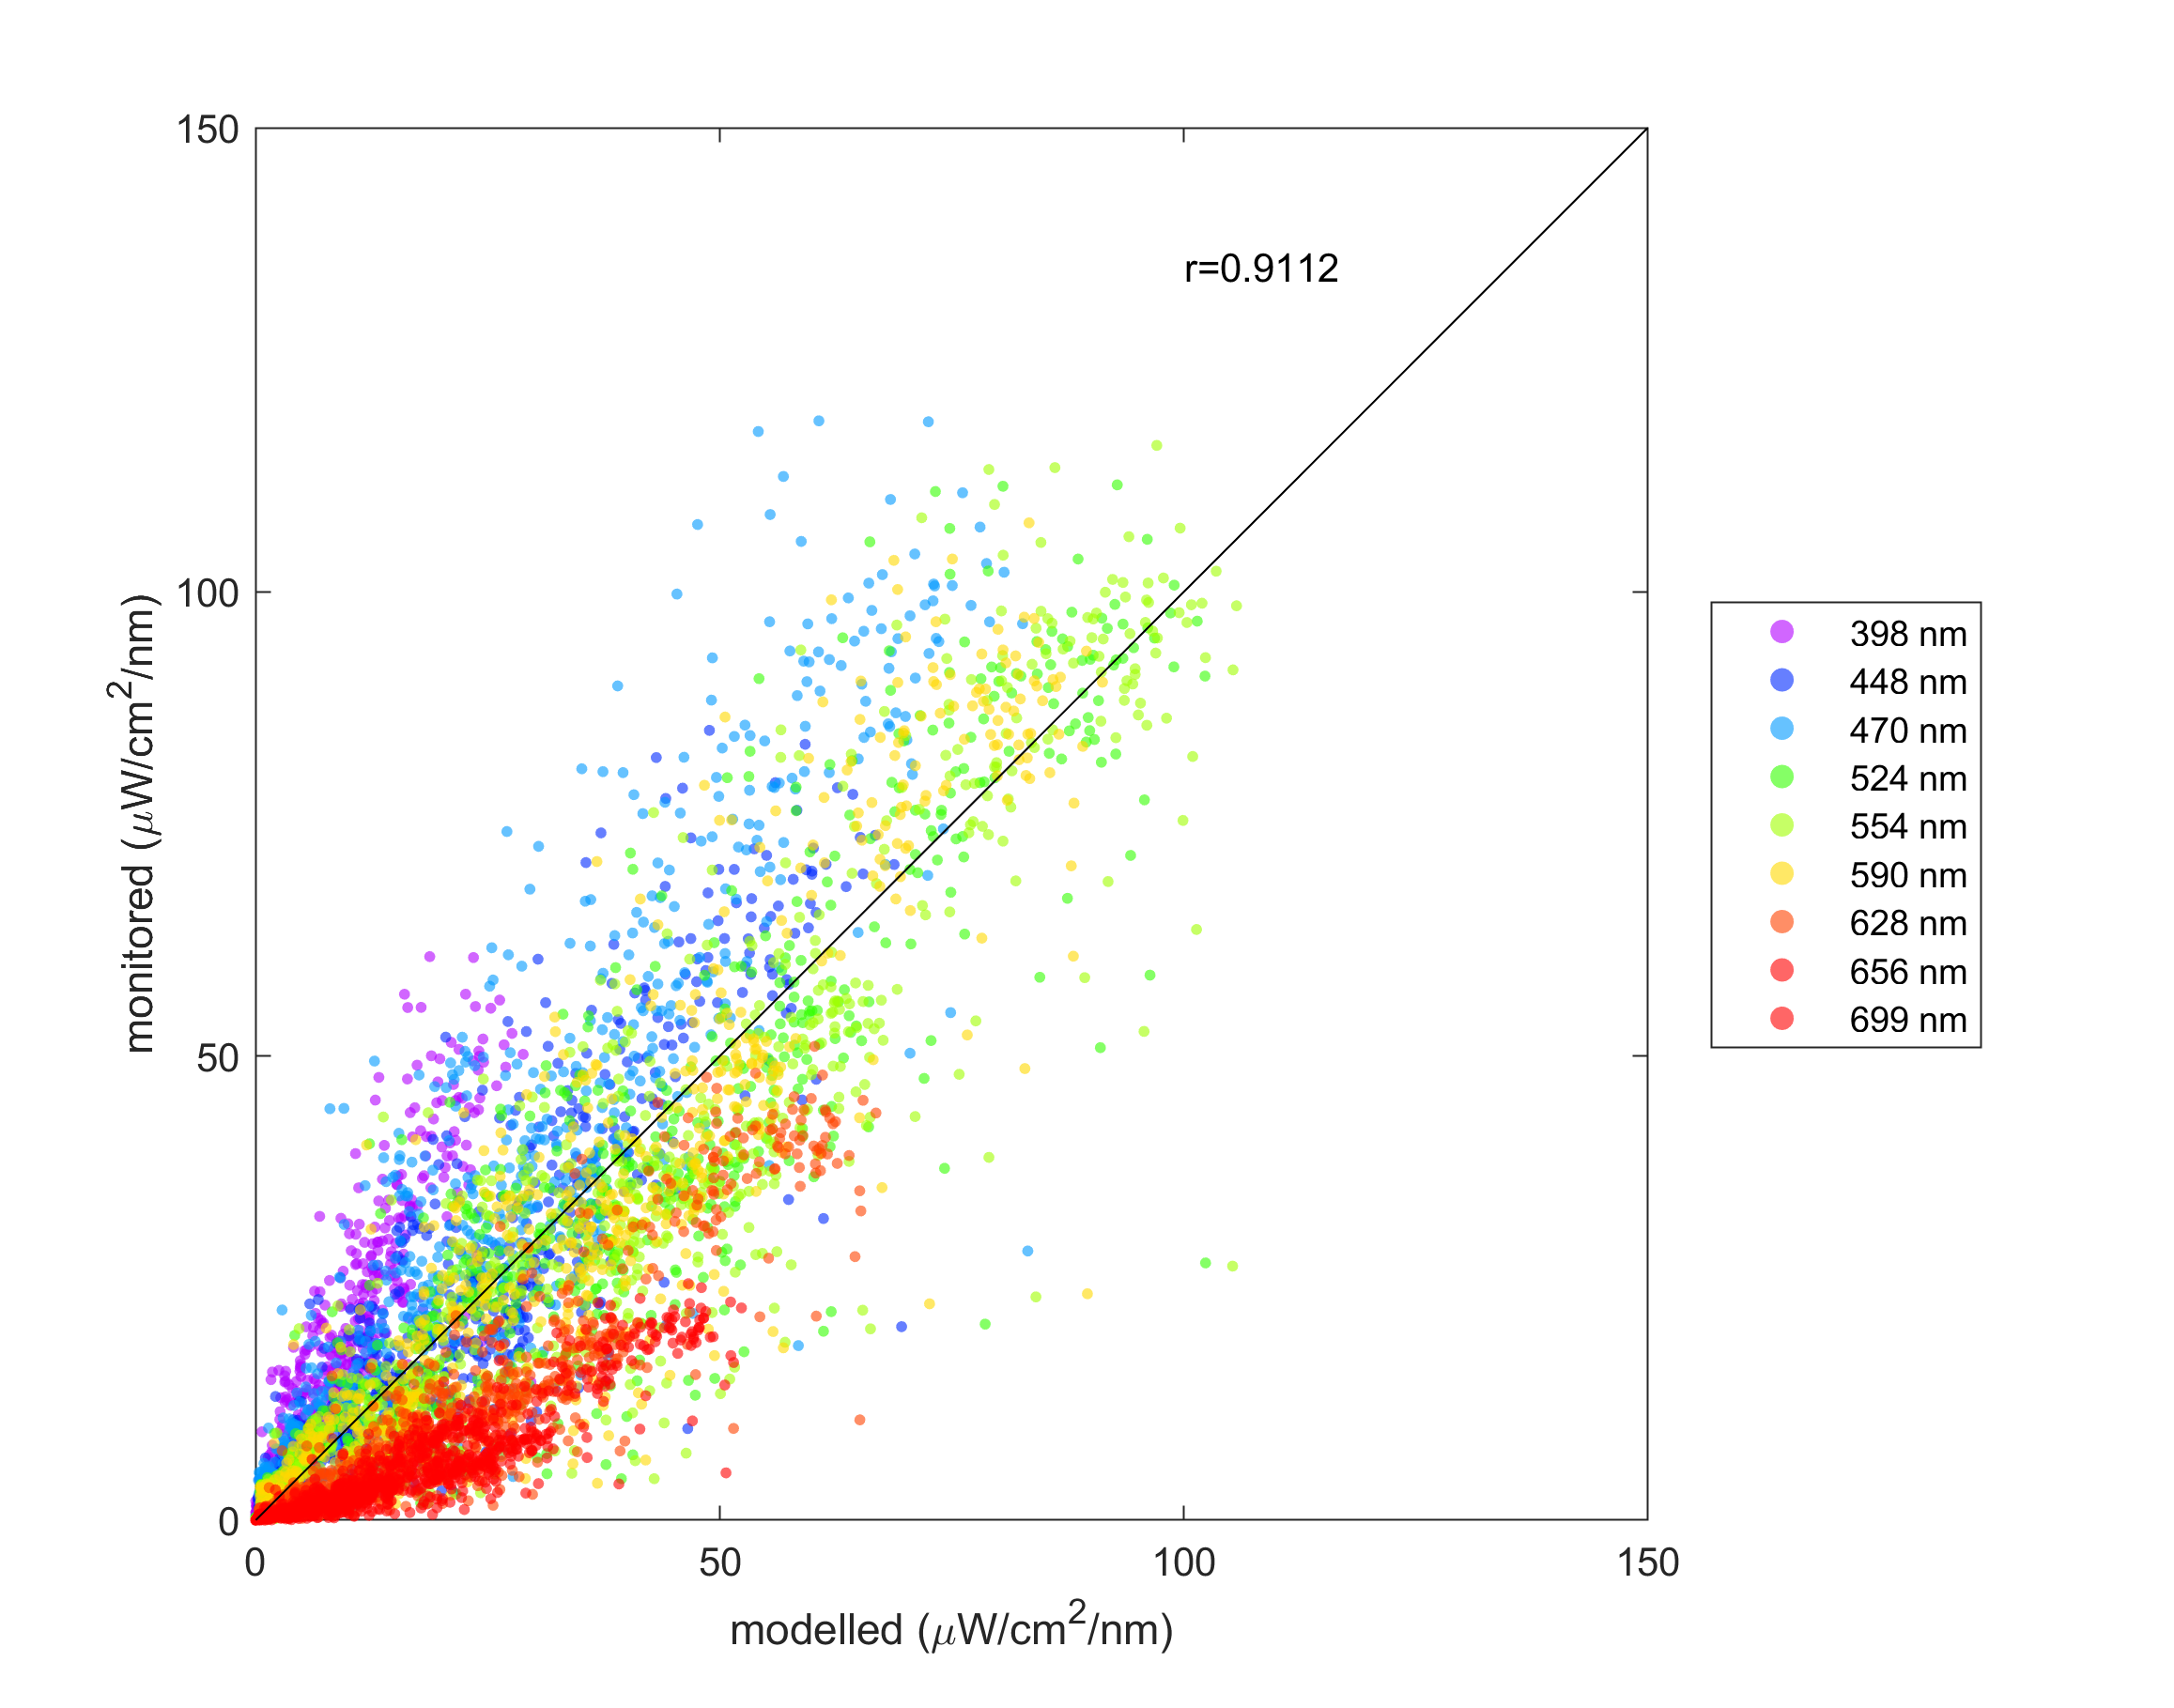 150
100
50
0
0 50 100 150
monitored (μW/cm²/nm)
modelled (μW/cm²/nm)
r=0.9112
398 nm
448 nm
470 nm
524 nm
554 nm
590 nm
628 nm
656 nm
699 nm